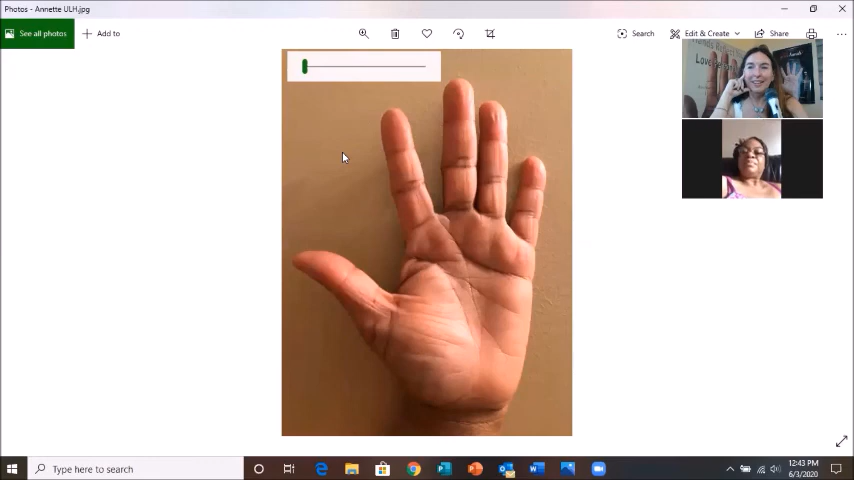 Photos - Annette ULH.jpg
See all photos
Add to
Search
Edit & Create
Share
Love
Type here to search
12:43 PM
6/3/2020